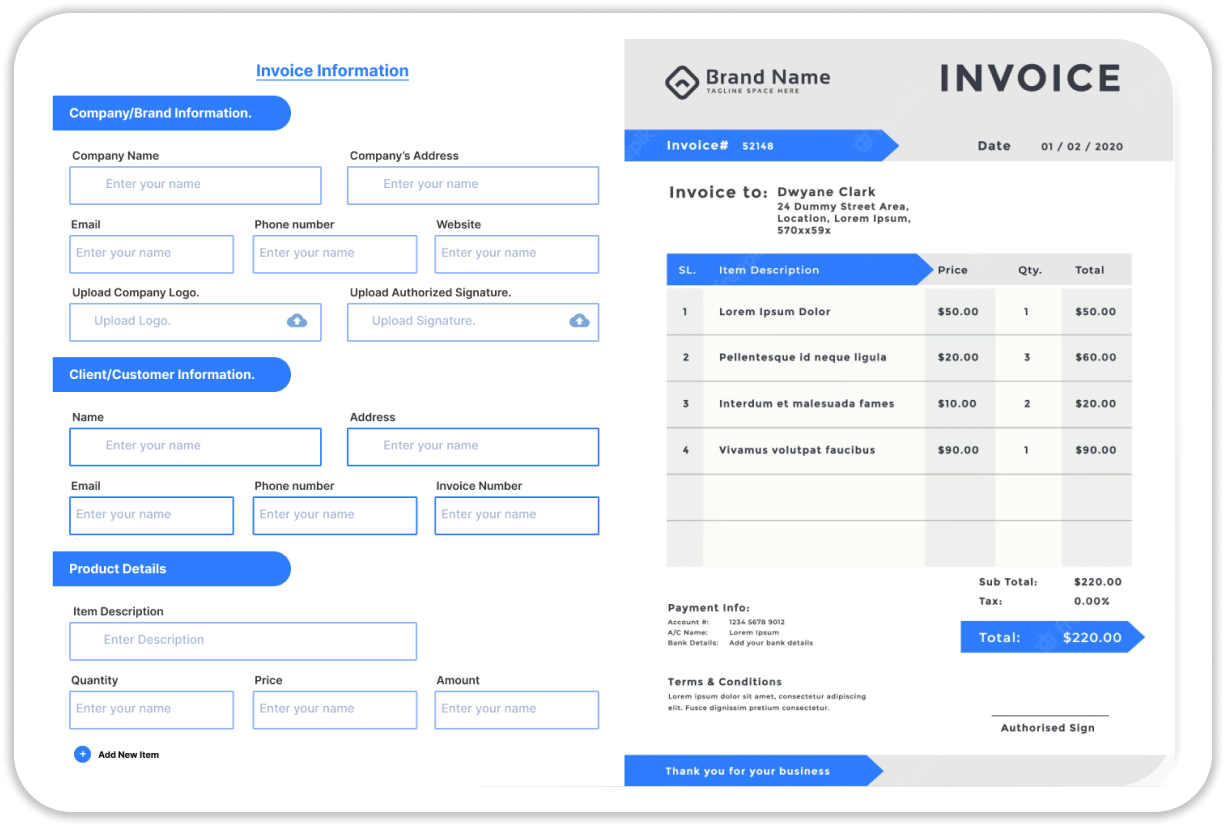 Invoice Information
Company/Brand Information.
Company Name Company's Address
Enter your name Enter your name
Email Phone number Website
Enter your name Enter your name Enter your name
Upload Company Logo. Upload Authorized Signature.
Upload Logo. Upload Signature.
Client/Customer Information.
Name Address
Enter your name Enter your name
Email Phone number Invoice Number
Enter your name Enter your name Enter your name
Product Details
Item Description
Enter Description
Quantity Price Amount
Enter your name Enter your name Enter your name
Add New Item
Brand Name
TAGLINE SPACE HERE
INVOICE
Invoice# 52148
Date 01 / 02 / 2020
Invoice to: Dwyane Clark
24 Dummy Street Area,
Location, Lorem Ipsum,
570xx59x
SL. Item Description Price Qty. Total
1 Lorem Ipsum Dolor $50.00 1 $50.00
2 Pellentesque id neque ligula $20.00 3 $60.00
3 Interdum et malesuada fames $10.00 2 $20.00
4 Vivamus volutpat faucibus $90.00 1 $90.00
Sub Total: $220.00
Tax: 0.00%
Total: $220.00
Payment Info:
Account #: 1234 5678 9012
A/C Name: Lorem Ipsum
Bank Details: Add your bank details
Terms & Conditions
Lorem ipsum dolor sit amet, consectetur adipiscing
elit. Fusce dignissim pretium consectetur.
Authorised Sign
Thank you for your business